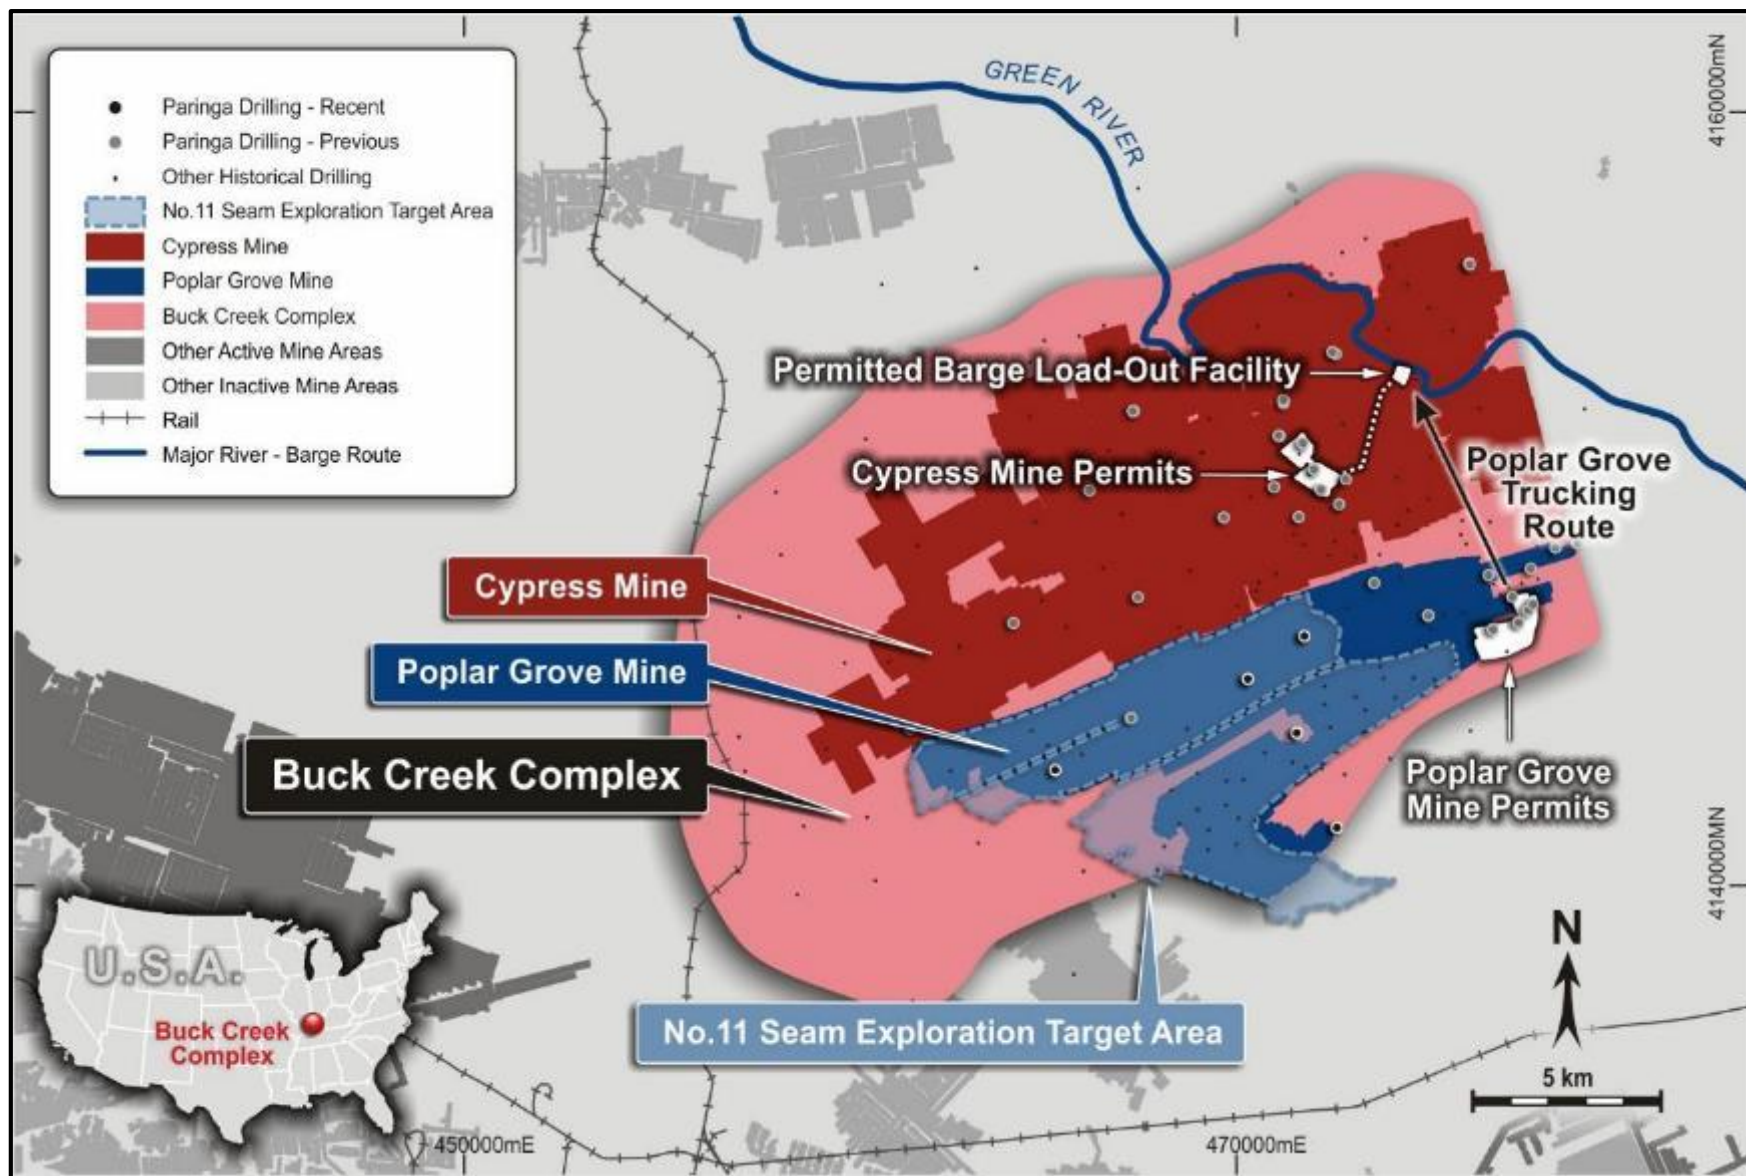 Paringa Drilling - Recent
Paringa Drilling - Previous
Other Historical Drilling
No.11 Seam Exploration Target Area
Cypress Mine
Poplar Grove Mine
Buck Creek Complex
Other Active Mine Areas
Other Inactive Mine Areas
Rail
Major River - Barge Route
GREEN RIVER
4160000mN
Permitted Barge Load-Out Facility
Cypress Mine Permits
Poplar Grove
Trucking
Route
Cypress Mine
Poplar Grove Mine
Buck Creek Complex
Poplar Grove
Mine Permits
4140000MN
U.S.A.
Buck Creek
Complex
No.11 Seam Exploration Target Area
N
5 km
450000mE
470000mE